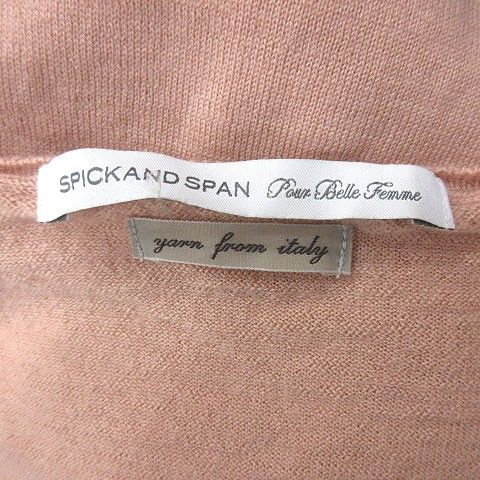 SPICKANDSPAN Pour Belle Femme
yarn from italy